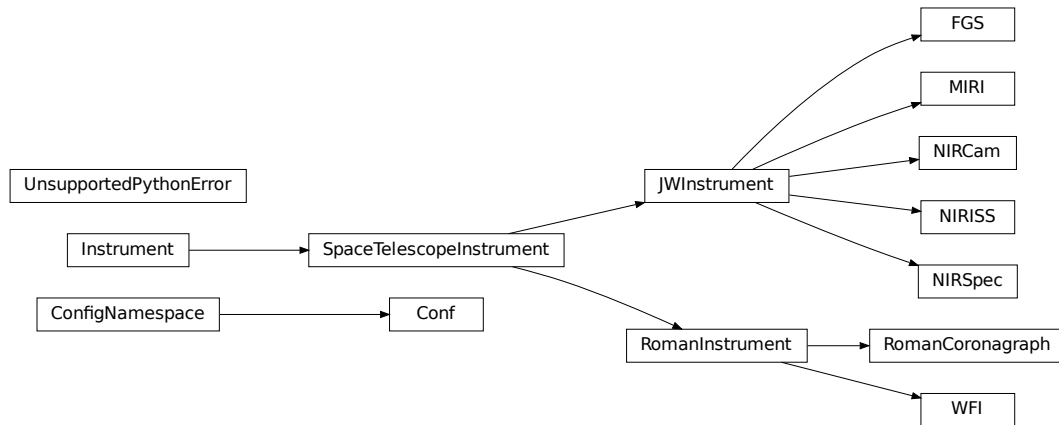 FGS
MIRI
NIRCam
UnsupportedPythonError
JWInstrument
NIRISS
Instrument
SpaceTelescopeInstrument
NIRSpec
ConfigNamespace
Conf
RomanInstrument
RomanCoronagraph
WFI